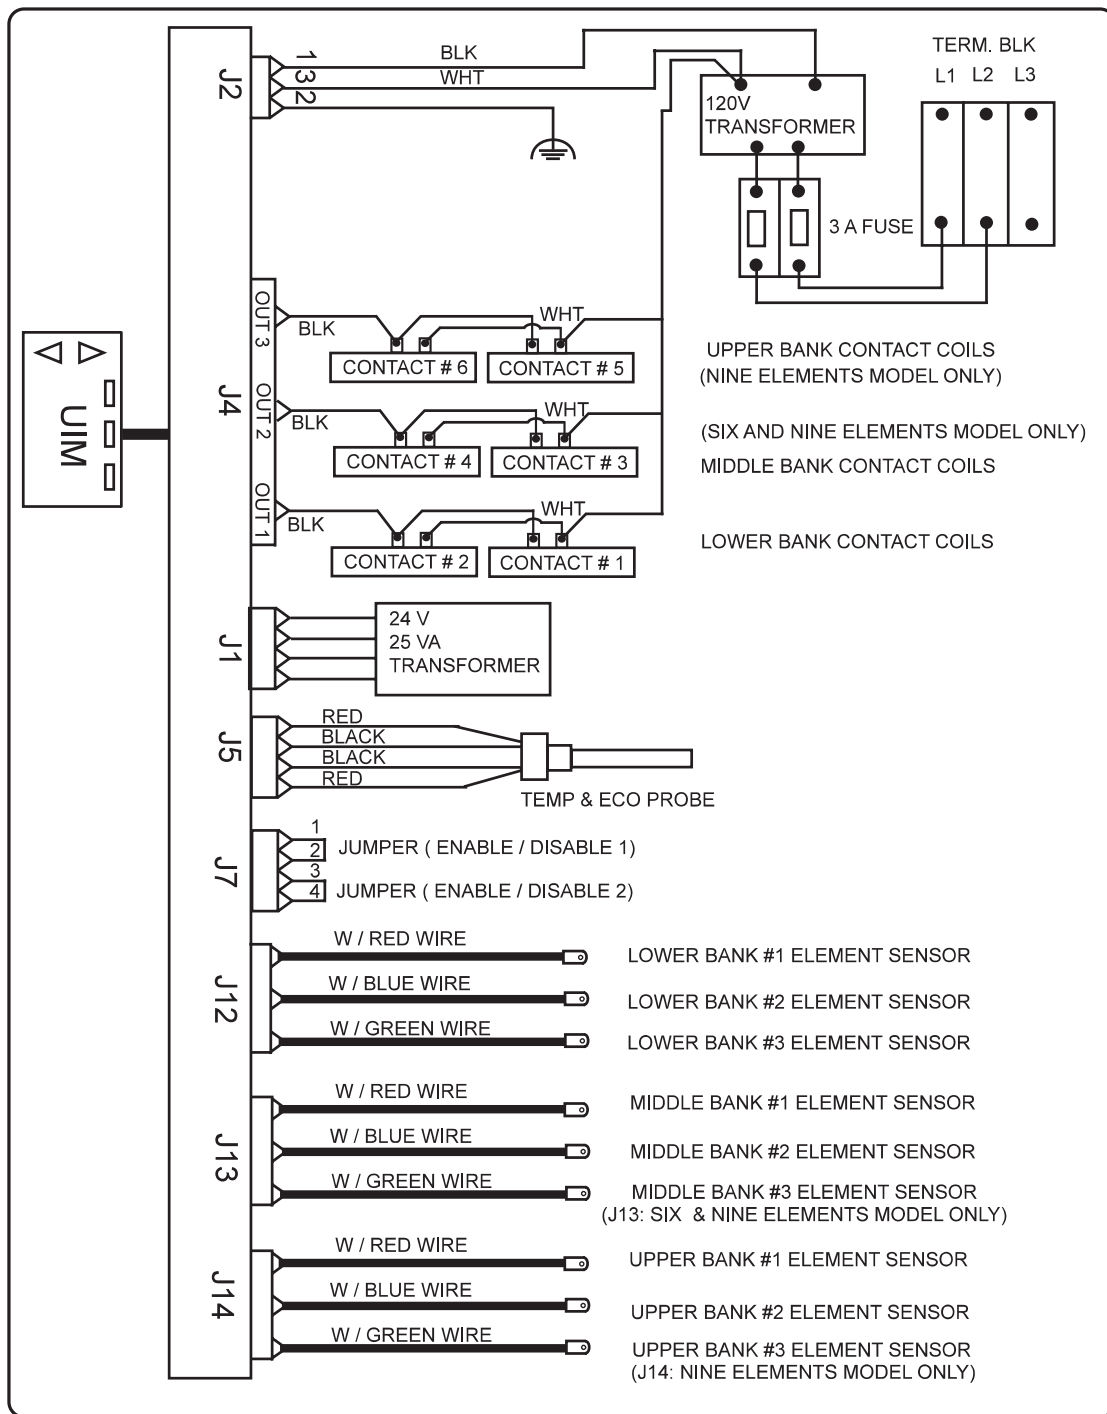 BLK
WHT
J2
1
3
2
TERM. BLK
L1 L2 L3
120V
TRANSFORMER
3 A FUSE
UIM
J4
OUT 3
BLK
WHT
CONTACT # 6
CONTACT # 5
UPPER BANK CONTACT COILS
(NINE ELEMENTS MODEL ONLY)
OUT 2
BLK
WHT
CONTACT # 4
CONTACT # 3
(SIX AND NINE ELEMENTS MODEL ONLY)
MIDDLE BANK CONTACT COILS
OUT 1
BLK
WHT
CONTACT # 2
CONTACT # 1
LOWER BANK CONTACT COILS
J1
24 V
25 VA
TRANSFORMER
J5
RED
BLACK
BLACK
RED
TEMP & ECO PROBE
J7
1
2
3
4
JUMPER ( ENABLE / DISABLE 1)
JUMPER ( ENABLE / DISABLE 2)
J12
W / RED WIRE
LOWER BANK #1 ELEMENT SENSOR
W / BLUE WIRE
LOWER BANK #2 ELEMENT SENSOR
W / GREEN WIRE
LOWER BANK #3 ELEMENT SENSOR
J13
W / RED WIRE
MIDDLE BANK #1 ELEMENT SENSOR
W / BLUE WIRE
MIDDLE BANK #2 ELEMENT SENSOR
W / GREEN WIRE
MIDDLE BANK #3 ELEMENT SENSOR
(J13: SIX & NINE ELEMENTS MODEL ONLY)
J14
W / RED WIRE
UPPER BANK #1 ELEMENT SENSOR
W / BLUE WIRE
UPPER BANK #2 ELEMENT SENSOR
W / GREEN WIRE
UPPER BANK #3 ELEMENT SENSOR
(J14: NINE ELEMENTS MODEL ONLY)